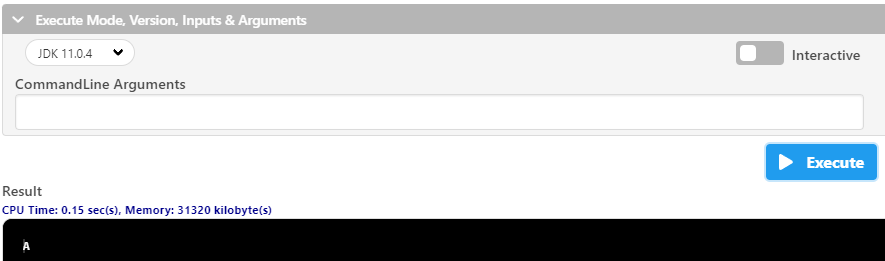 Execute Mode, Version, Inputs & Arguments
JDK 11.0.4
Interactive
CommandLine Arguments
Execute
Result
CPU Time: 0.15 sec(s), Memory: 31320 kilobyte(s)
A